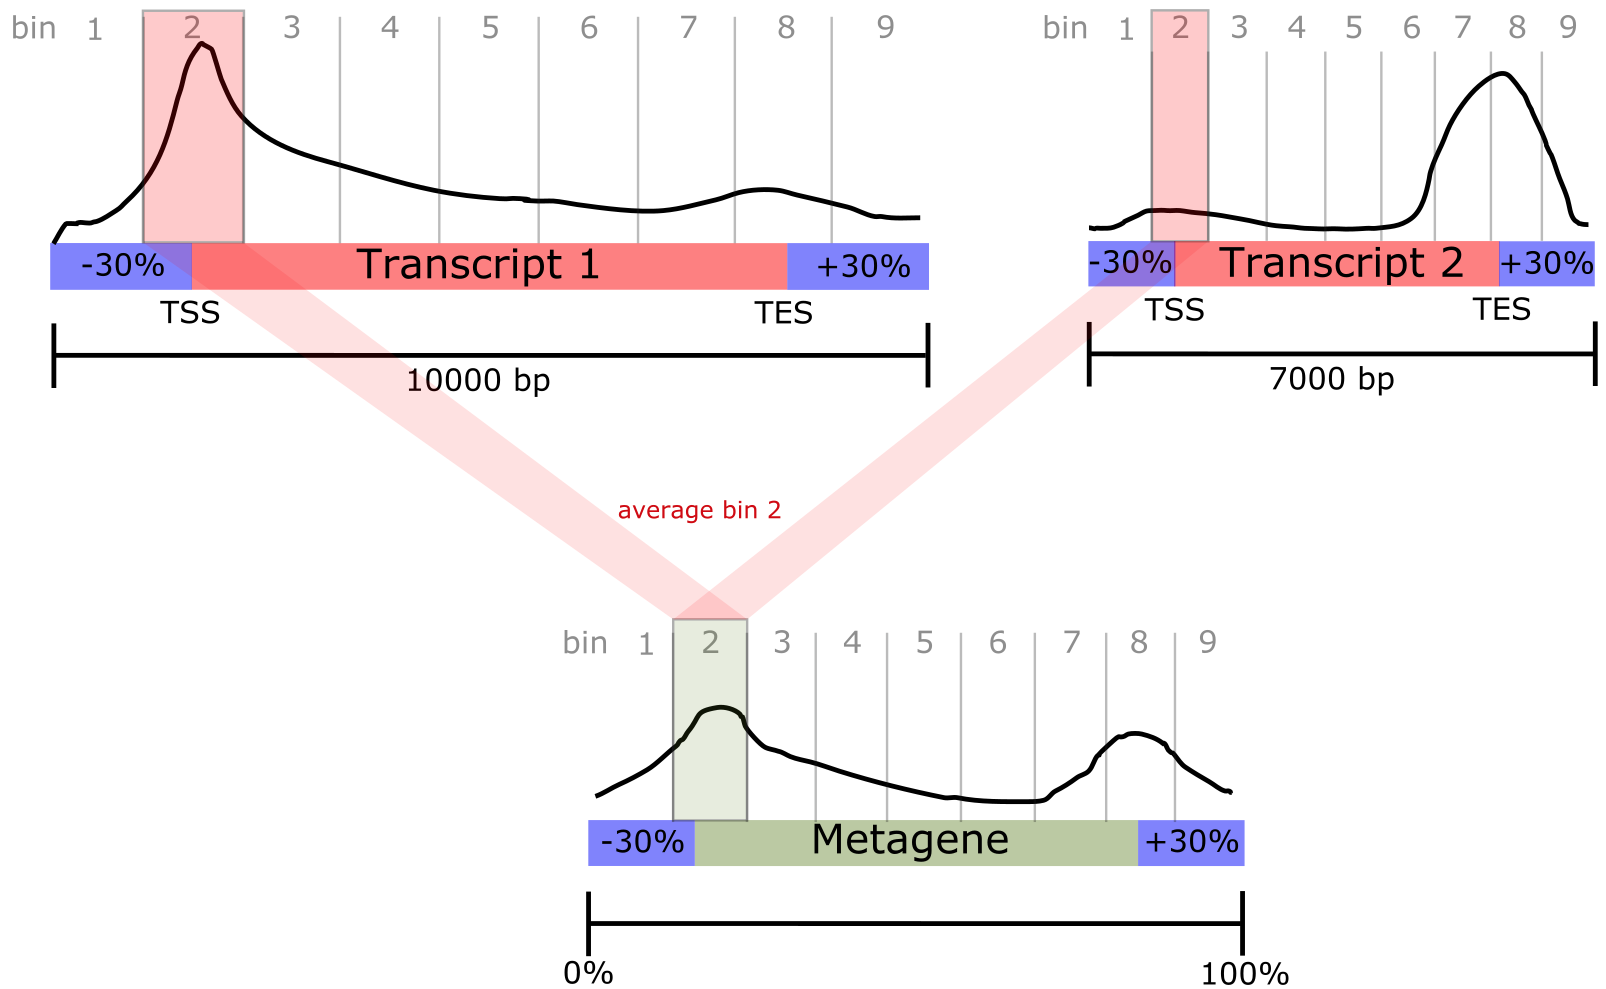 bin 1 2 3 4 5 6 7 8 9
-30% Transcript 1 +30%
TSS TES
10000 bp
bin 1 2 3 4 5 6 7 8 9
-30% Transcript 2 +30%
TSS TES
7000 bp
average bin 2
bin 1 2 3 4 5 6 7 8 9
-30% Metagene +30%
0% 100%